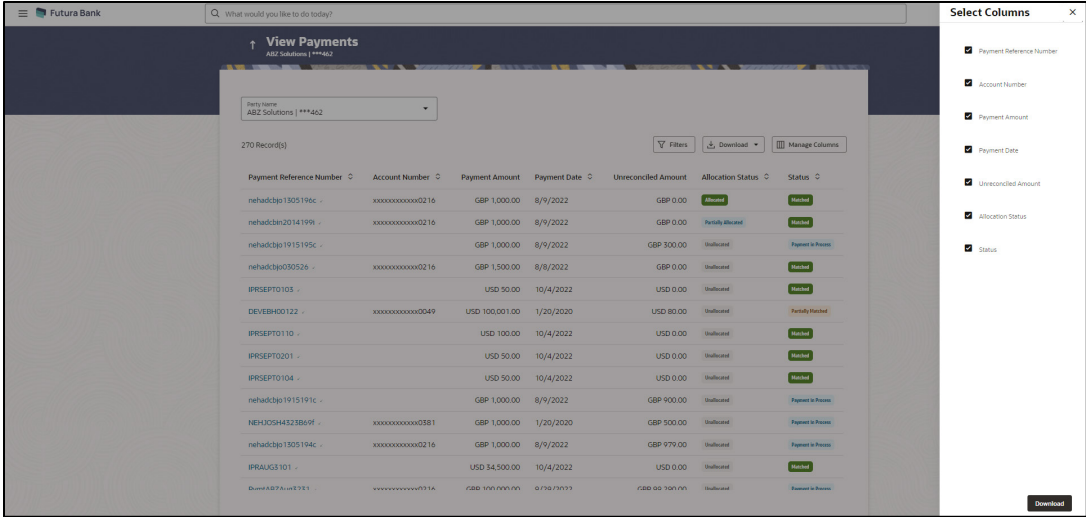 Futura Bank
What would you like to do today?
View Payments
ABZ Solutions | ***462
Party Name
ABZ Solutions | ***462
270 Record(s)
Filters
Download
Manage Columns
Payment Reference Number Account Number Payment Amount Payment Date Unreconciled Amount Allocation Status Status
nehadcbjo1305196c xxxxxxxxxxxx0216 GBP 1,000.00 8/9/2022 GBP 0.00 Allocated Matched
nehadcbin2014199t xxxxxxxxxxxx0216 GBP 1,000.00 8/9/2022 GBP 0.00 Partially Allocated Matched
nehadcbjo1915195c GBP 1,000.00 8/9/2022 GBP 300.00 Unallocated Payment in Process
nehadcbjo030526 xxxxxxxxxxxx0216 GBP 1,500.00 8/8/2022 GBP 0.00 Unallocated Matched
IPRSEPT0103 USD 50.00 10/4/2022 USD 0.00 Unallocated Matched
DEVEBH00122 xxxxxxxxxxxx0049 USD 100,001.00 1/20/2020 USD 80.00 Unallocated Partially Matched
IPRSEPT0110 USD 100.00 10/4/2022 USD 0.00 Unallocated Matched
IPRSEPT0201 USD 50.00 10/4/2022 USD 0.00 Unallocated Matched
IPRSEPT0104 USD 50.00 10/4/2022 USD 0.00 Unallocated Matched
nehadcbjo1915191c GBP 1,000.00 8/9/2022 GBP 900.00 Unallocated Payment in Process
NEHJOSH4323869f xxxxxxxxxxxx0381 GBP 1,000.00 1/20/2020 GBP 500.00 Unallocated Payment in Process
nehadcbjo1305194c xxxxxxxxxxxx0216 GBP 1,000.00 8/9/2022 GBP 979.00 Unallocated Payment in Process
IPRAUG3101 USD 34,500.00 10/4/2022 USD 0.00 Unallocated Matched
xxxxxxxxxxxx0216 GBP 100,000.00 Unallocated Payment in Process
Select Columns
Payment Reference Number
Account Number
Payment Amount
Payment Date
Unreconciled Amount
Allocation Status
Status
Download